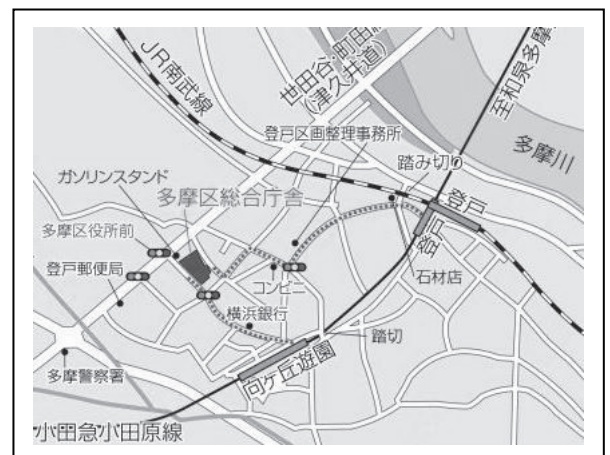 JR南武線
世田谷・町田
(津久井道)
至和泉多摩
多摩川
登戸区画整理事務所
踏み切り
ガソリンスタンド
多摩区総合庁舎
登戸
登戸
多摩区役所前
登戸郵便局
コンビニ
石材店
横浜銀行
踏切
向ヶ丘遊園
多摩警察署
小田急小田原線